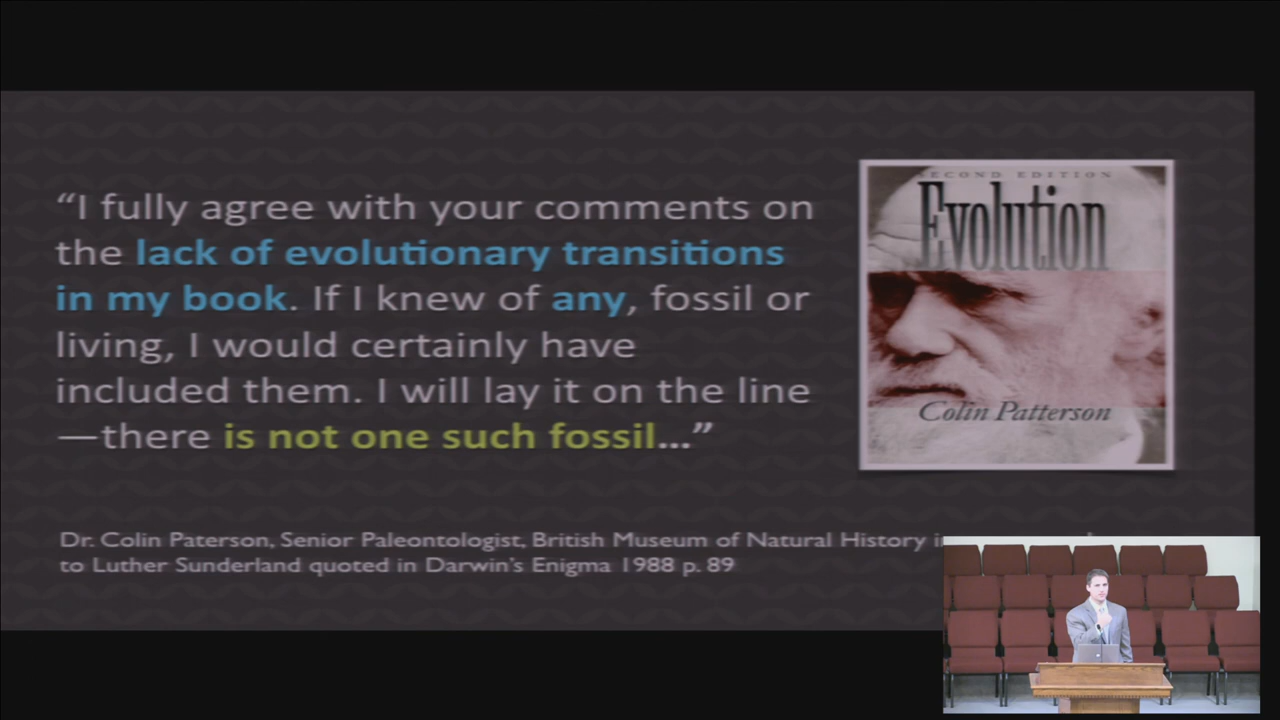 “I fully agree with your comments on
the lack of evolutionary transitions
in my book. If I knew of any, fossil or
living, I would certainly have
included them. I will lay it on the line
—there is not one such fossil...”
SECOND EDITION
Evolution
Colin Patterson
Dr. Colin Paterson, Senior Paleontologist, British Museum of Natural History
to Luther Sunderland quoted in Darwin’s Enigma 1988 p. 89